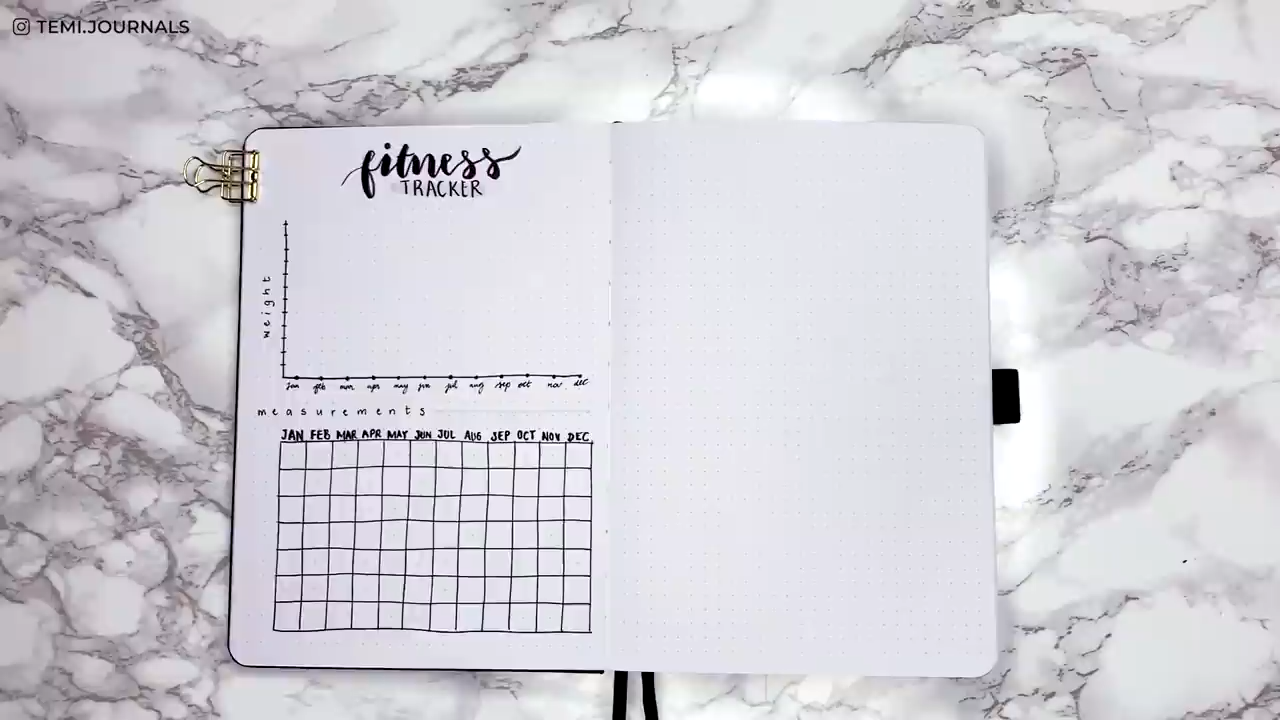 TEMI.JOURNALS
fitness
TRACKER
weight
jan feb mar apr may jun jul aug sep oct nov dec
measurements
JAN FEB MAR APR MAY JUN JUL AUG SEP OCT NOV DEC